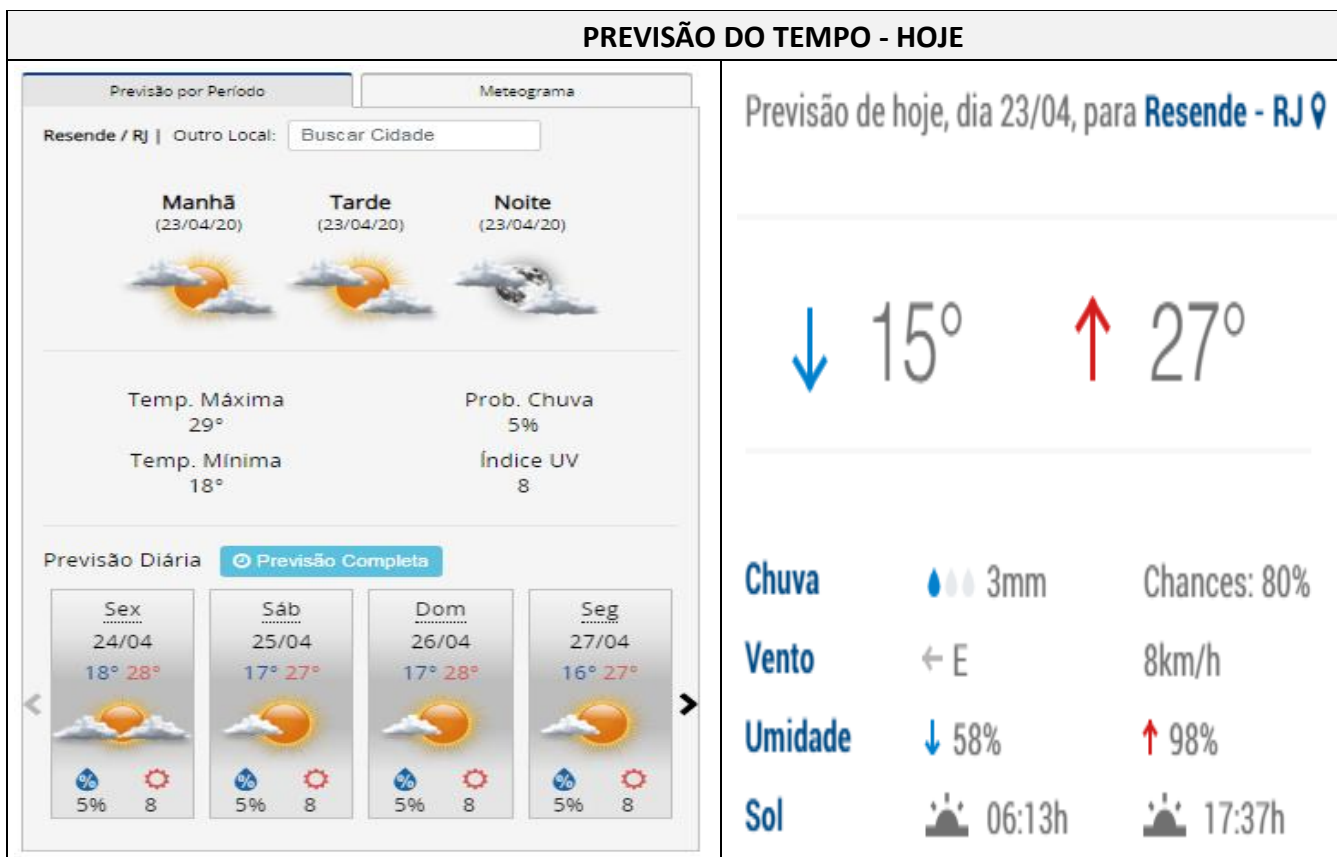 PREVISÃO DO TEMPO - HOJE
Previsão por Período
Meteograma
Resende / RJ | Outro Local: Buscar Cidade
Manhã Tarde Noite
(23/04/20) (23/04/20) (23/04/20)
Temp. Máxima Prob. Chuva
29° 5%
Temp. Mínima Índice UV
18° 8
Previsão Diária Previsão Completa
Sex Sáb Dom Seg
24/04 25/04 26/04 27/04
18° 28° 17° 27° 17° 28° 16° 27°
% % % %
5% 8 5% 8 5% 8 5% 8
Previsão de hoje, dia 23/04, para Resende - RJ
15° 27°
Chuva 3mm Chances: 80%
Vento E 8km/h
Umidade 58% 98%
Sol 06:13h 17:37h